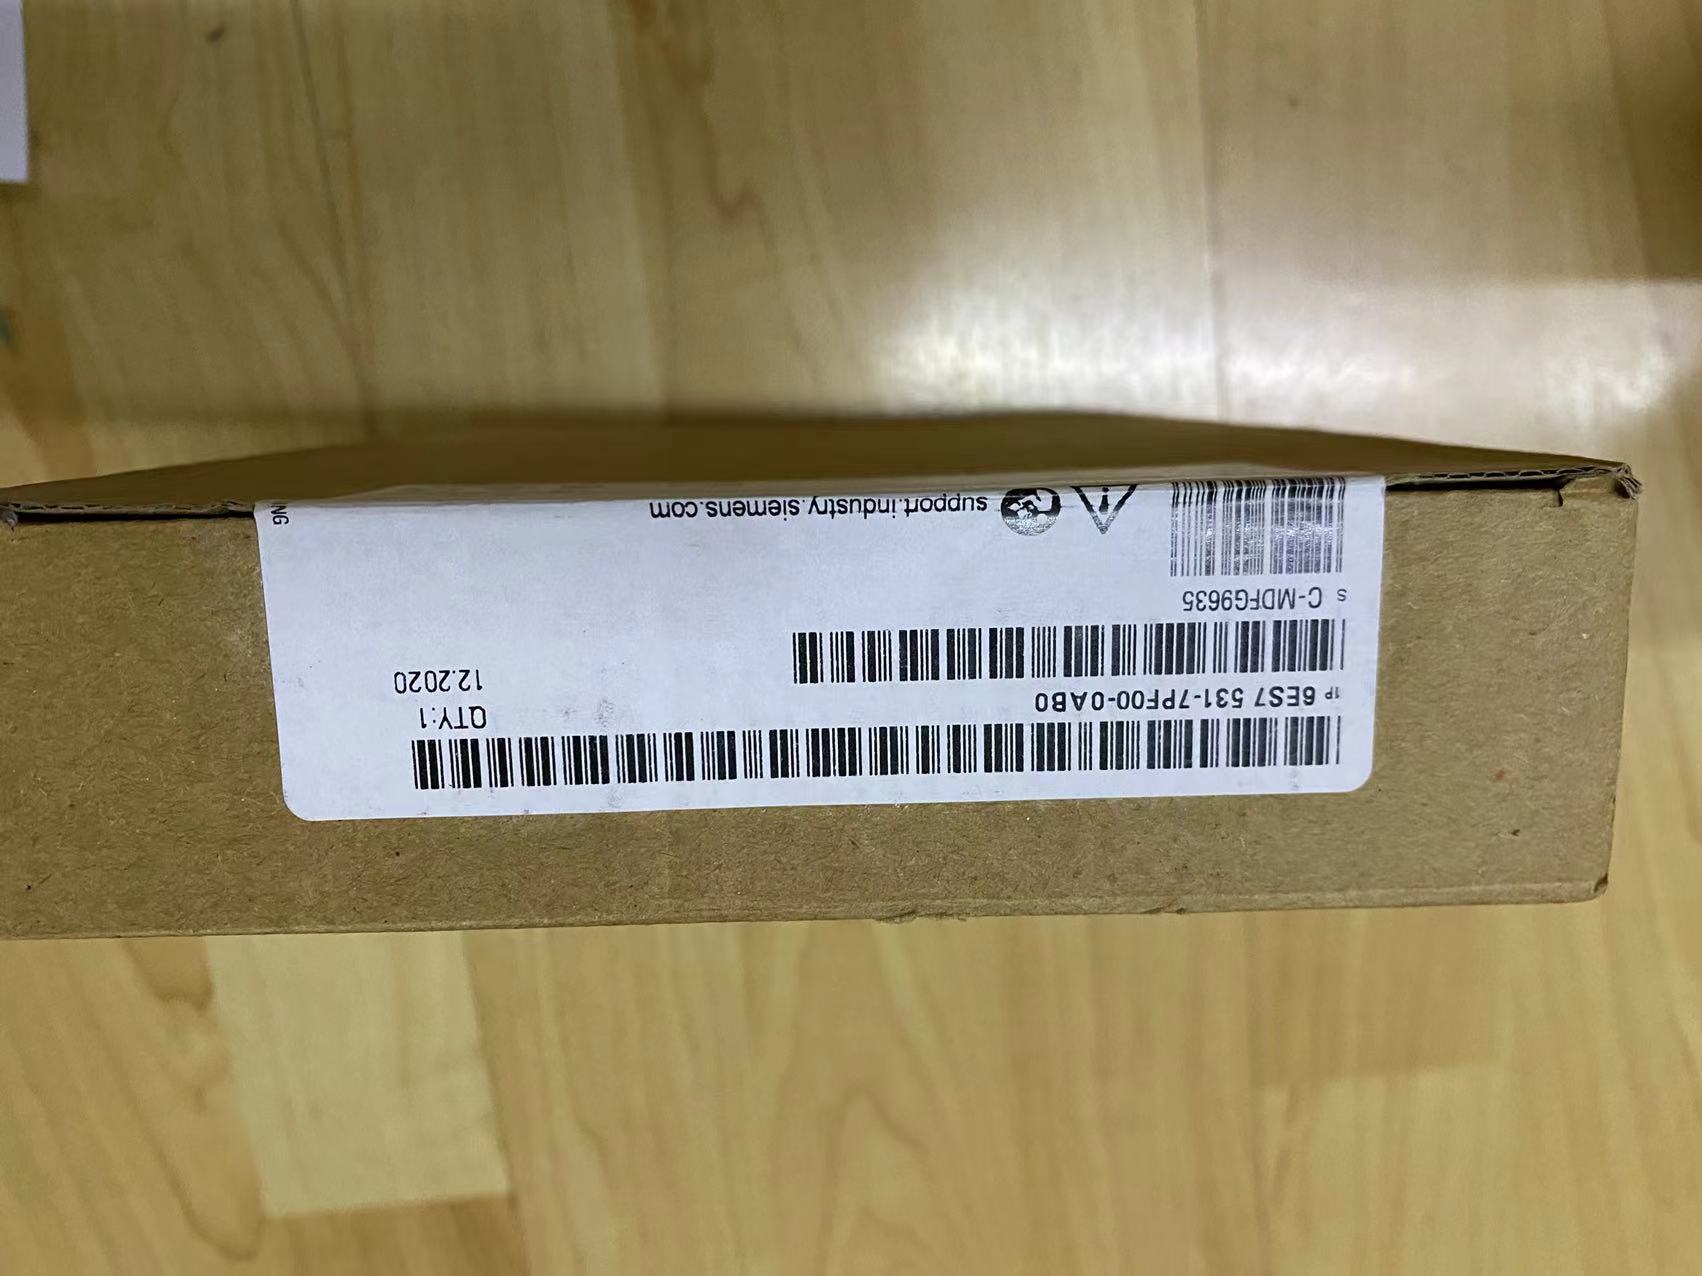 1P 6ES7 531-7PF00-0AB0
QTY:1
12.2020
S C-MDFG9635
support.industry.siemens.com